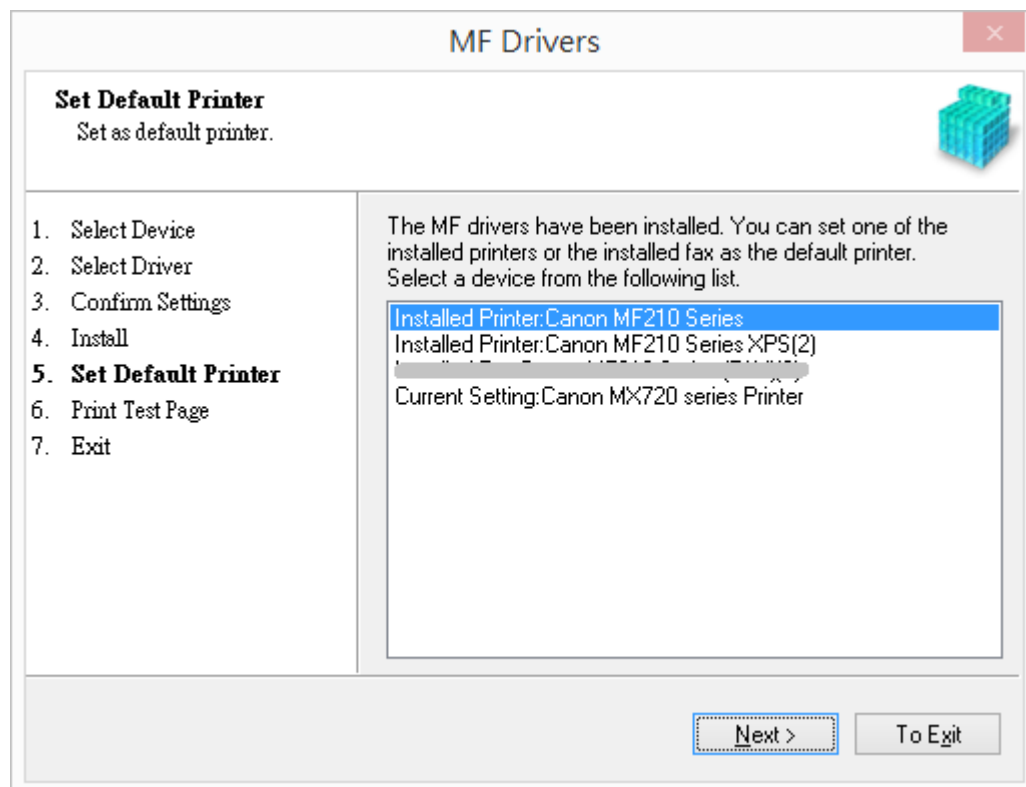 MF Drivers
Set Default Printer
Set as default printer.
1. Select Device
2. Select Driver
3. Confirm Settings
4. Install
5. Set Default Printer
6. Print Test Page
7. Exit
The MF drivers have been installed. You can set one of the
installed printers or the installed fax as the default printer.
Select a device from the following list.
Installed Printer:Canon MF210 Series
Installed Printer:Canon MF210 Series XPS(2)
Current Setting:Canon MX720 series Printer
Next >
To Exit